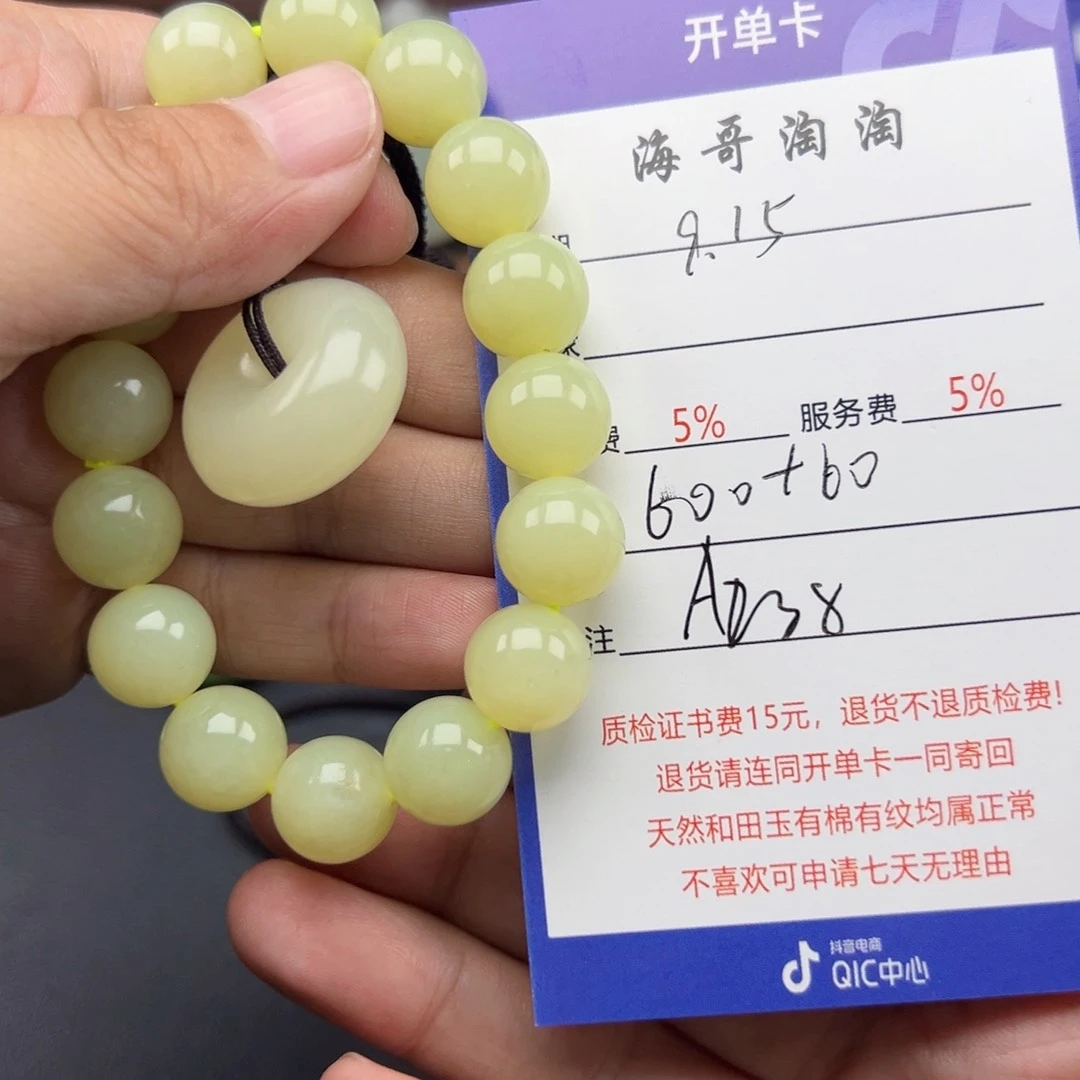 开单卡
海哥淘淘
9.15
费 5% 服务费 5%
600+60
注
质检证书费15元，退货不退质检费！
退货请连同开单卡一同寄回
天然和田玉有棉有纹均属正常
不喜欢可申请七天无理由
抖音电商
QIC中心